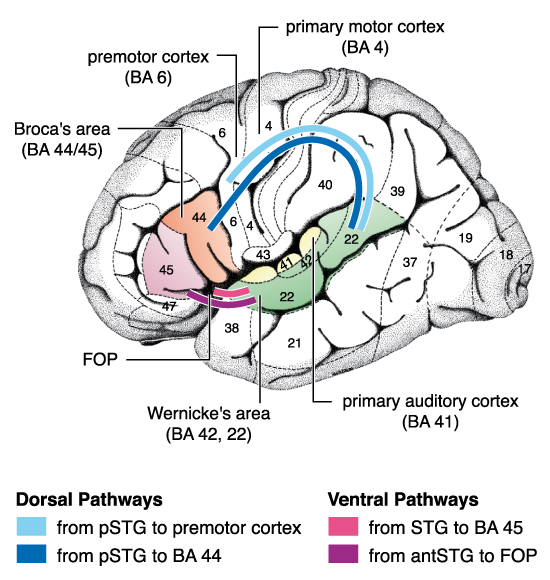 primary motor cortex
(BA 4)
premotor cortex
(BA 6)
Broca's area
(BA 44/45)
6
4
40
39
44
6
4
22
19
43
18
45
41
42
37
17
22
47
38
21
FOP
Wernicke's area
(BA 42, 22)
primary auditory cortex
(BA 41)
Dorsal Pathways
from pSTG to premotor cortex
from pSTG to BA 44
Ventral Pathways
from STG to BA 45
from antSTG to FOP